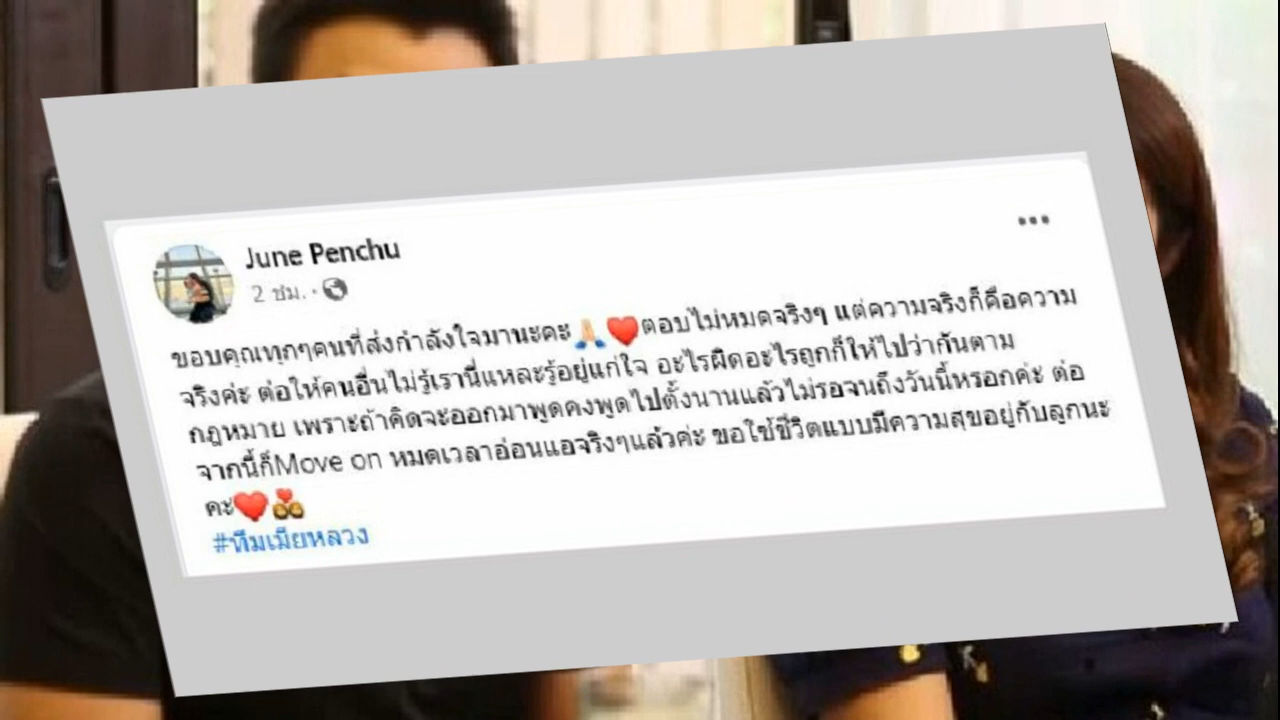 June Penchu
2 ชม.
ขอบคุณทุกๆคนที่ส่งกำลังใจมานะคะ🙏❤️ตอบไม่หมดจริงๆ แต่ความจริงก็คือความ
จริงค่ะ ต่อให้คนอื่นไม่รู้เรานี่แหละรู้อยู่แก่ใจ อะไรผิดอะไรถูกก็ให้ไปว่ากันตาม
กฎหมาย เพราะถ้าคิดจะออกมาพูดคงพูดไปตั้งนานแล้วไม่รอจนถึงวันนี้หรอกค่ะ ต่อ
จากนี้ก็Move on หมดเวลาอ่อนแอจริงๆแล้วค่ะ ขอใช้ชีวิตแบบมีความสุขอยู่กับลูกนะ
คะ❤️💑
#ทีมเมียหลวง